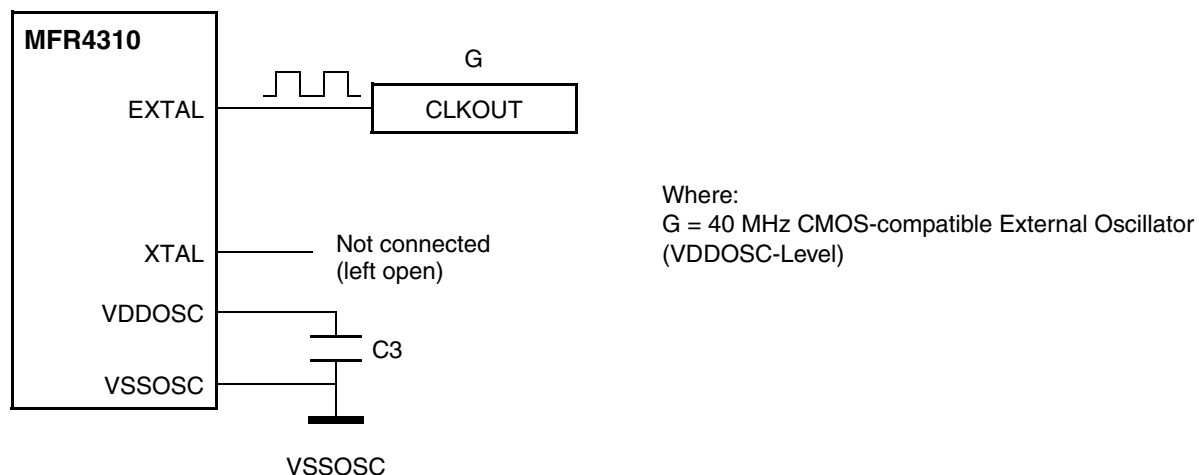 MFR4310
G
EXTAL
CLKOUT
Where:
G = 40 MHz CMOS-compatible External Oscillator
(VDDOSC-Level)
XTAL
Not connected
(left open)
VDDOSC
C3
VSSOSC
VSSOSC